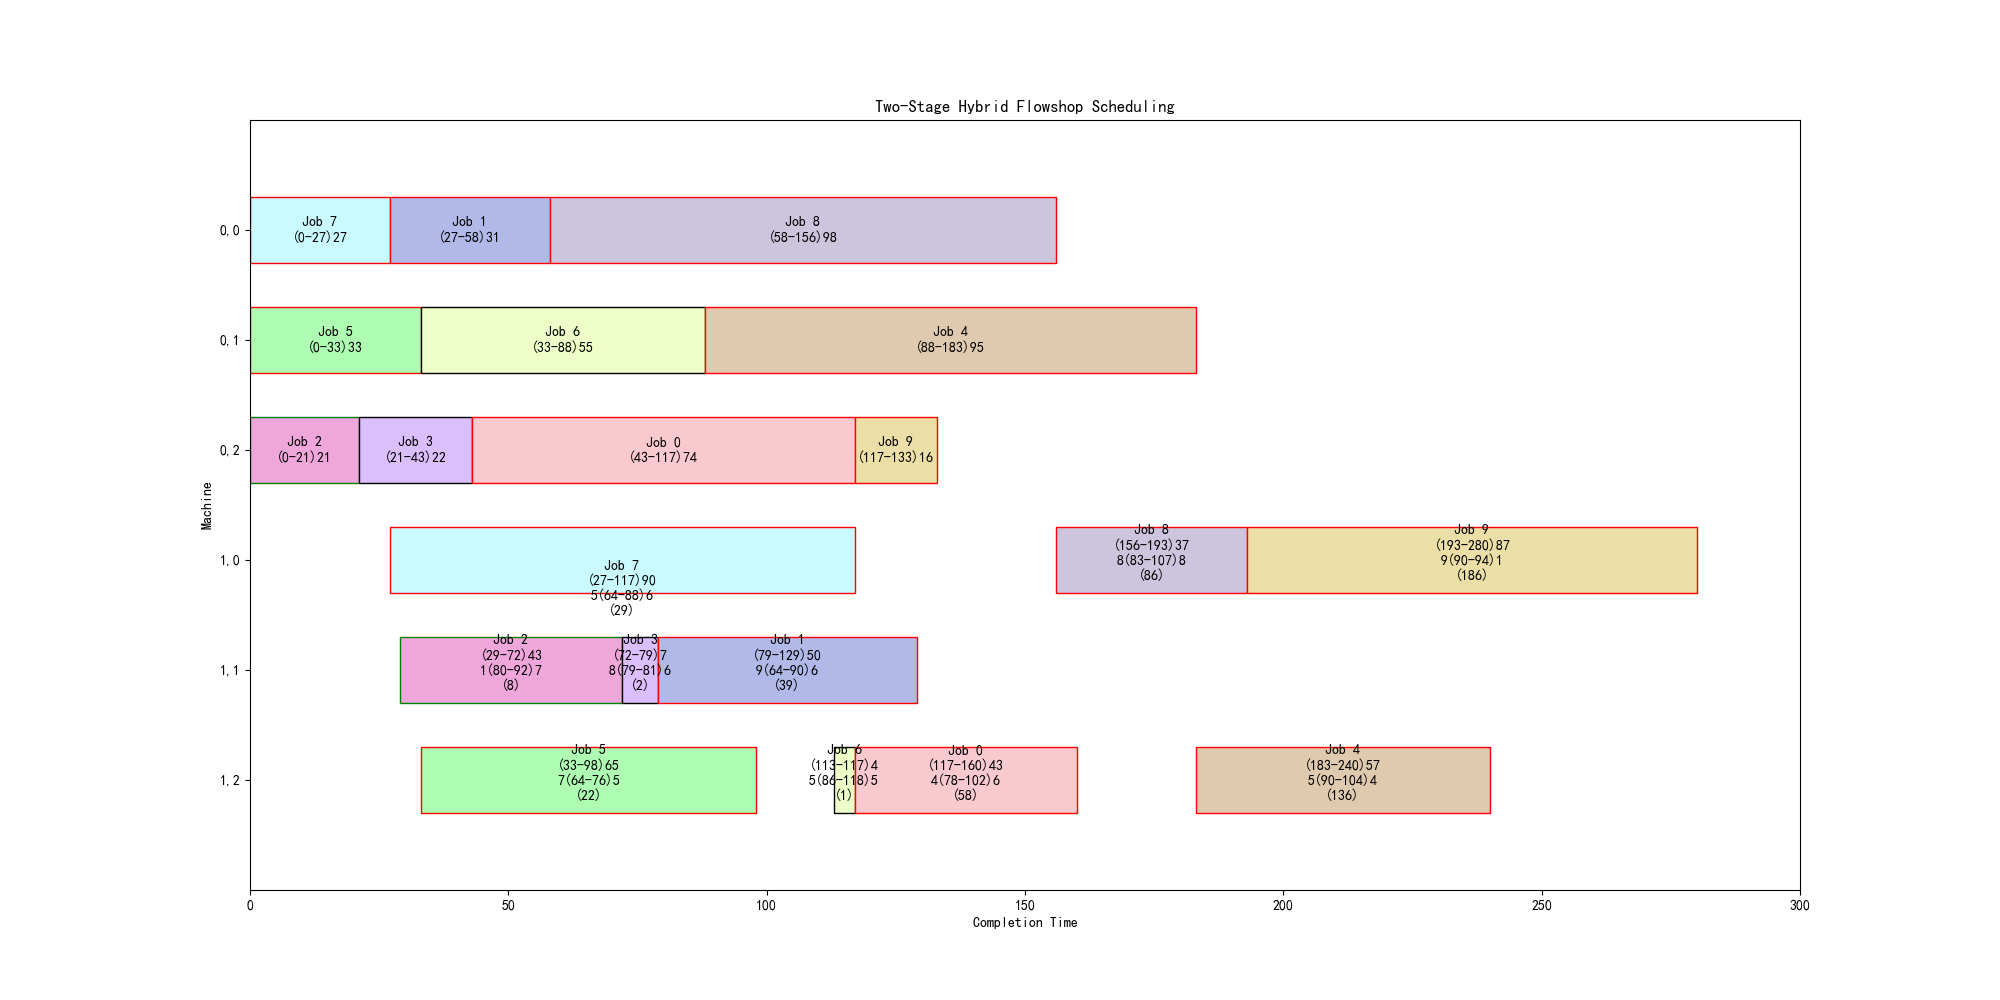 Two-Stage Hybrid Flowshop Scheduling
0,0
Job 7
(0-27)27
Job 1
(27-58)31
Job 8
(58-156)98
0,1
Job 5
(0-33)33
Job 6
(33-88)55
Job 4
(88-183)95
0,2
Job 2
(0-21)21
Job 3
(21-43)22
Job 0
(43-117)74
Job 9
(117-133)16
Machine
1,0
Job 7
(27-117)90
5(64-88)6
(29)
Job 8
(156-193)37
8(83-107)8
(86)
Job 9
(193-280)87
9(90-94)1
(186)
1,1
Job 2
(29-72)43
1(80-92)7
(8)
Job 3
(72-79)7
8(79-81)6
(2)
Job 1
(79-129)50
9(64-90)6
(39)
1,2
Job 5
(33-98)65
7(64-76)5
(22)
Job 6
(113-117)4
5(86-118)5
(1)
Job 0
(117-160)43
4(78-102)6
(58)
Job 4
(183-240)57
5(90-104)4
(136)
0
50
100
150
200
250
300
Completion Time